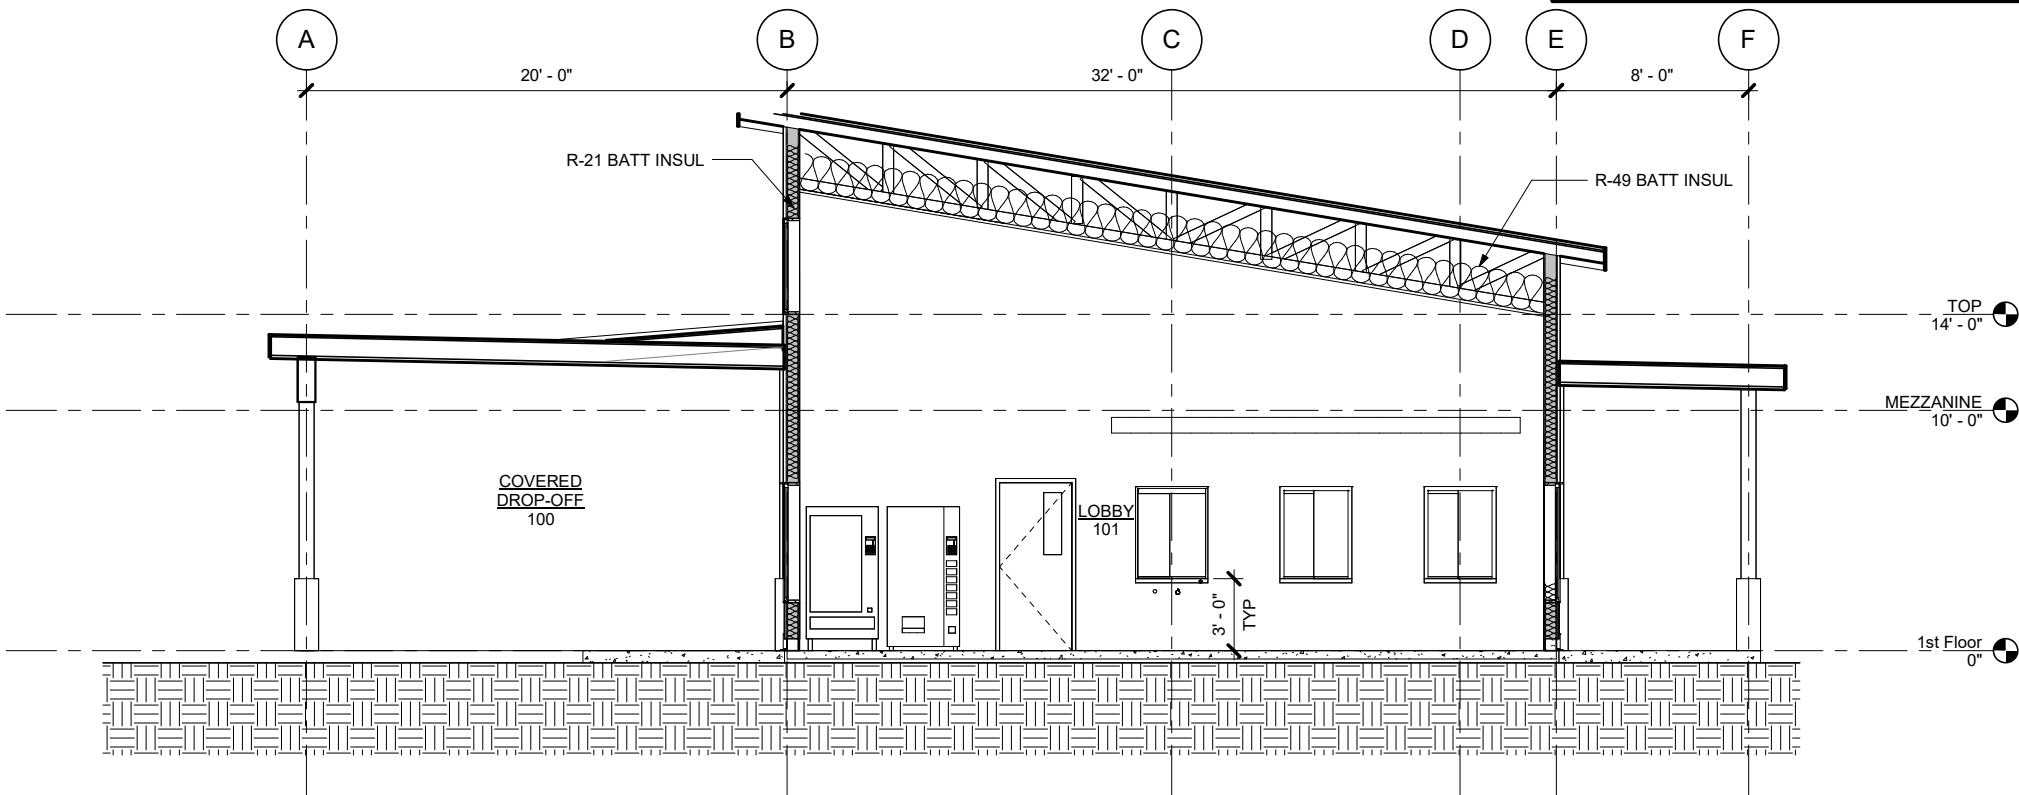 A
B
C
D
E
F
20' - 0"
32' - 0"
8' - 0"
R-21 BATT INSUL
R-49 BATT INSUL
TOP
14' - 0"
MEZZANINE
10' - 0"
COVERED
DROP-OFF
100
LOBBY
101
3' - 0"
TYP
1st Floor
0"